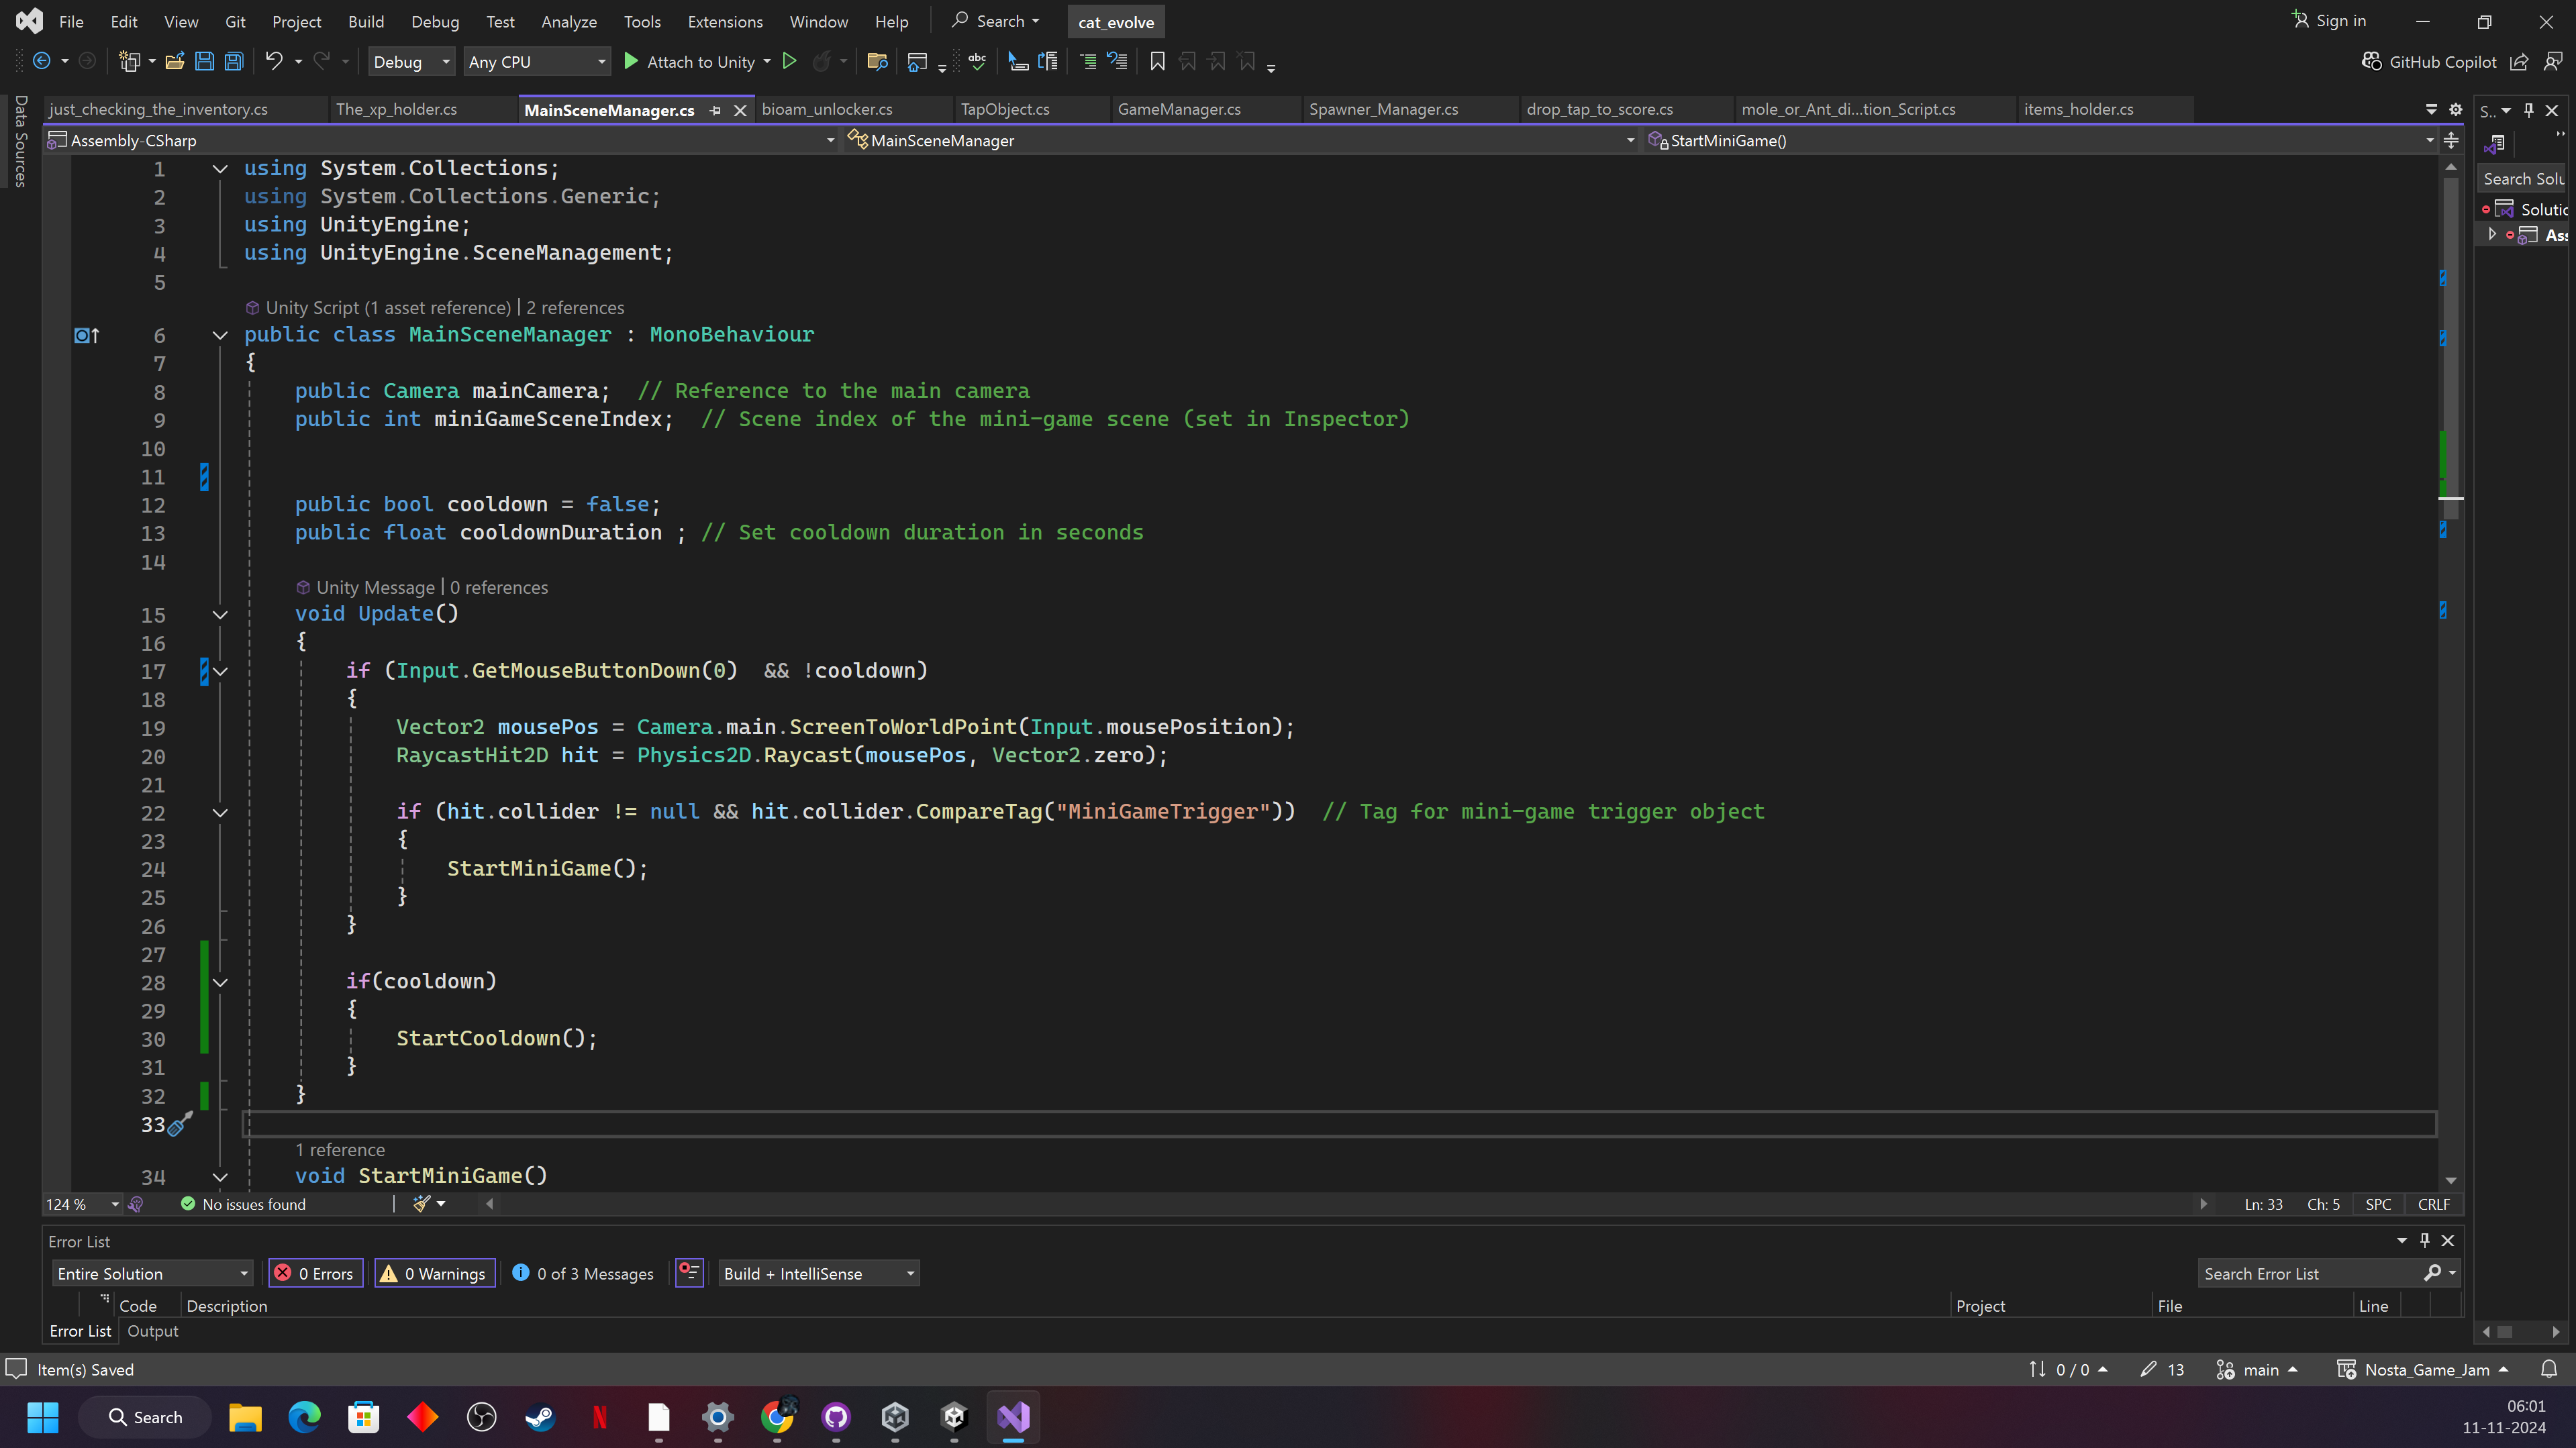 File Edit View Git Project Build Debug Test Analyze Tools Extensions Window Help Search cat_evolve Sign in
Debug Any CPU Attach to Unity abc GitHub Copilot
Data Sources
just_checking_the_inventory.cs The_xp_holder.cs MainSceneManager.cs bioam_unlocker.cs TapObject.cs GameManager.cs Spawner_Manager.cs drop_tap_to_score.cs mole_or_Ant_di...tion_Script.cs items_holder.cs S..
Assembly-CSharp MainSceneManager StartMiniGame()
Search Solu
Solutio
Ass
1 using System.Collections;
2 using System.Collections.Generic;
3 using UnityEngine;
4 using UnityEngine.SceneManagement;
5
Unity Script (1 asset reference) | 2 references
6 public class MainSceneManager : MonoBehaviour
7 {
8 public Camera mainCamera; // Reference to the main camera
9 public int miniGameSceneIndex; // Scene index of the mini-game scene (set in Inspector)
10
11
12 public bool cooldown = false;
13 public float cooldownDuration ; // Set cooldown duration in seconds
14
Unity Message | 0 references
15 void Update()
16 {
17 if (Input.GetMouseButtonDown(0) && !cooldown)
18 {
19 Vector2 mousePos = Camera.main.ScreenToWorldPoint(Input.mousePosition);
20 RaycastHit2D hit = Physics2D.Raycast(mousePos, Vector2.zero);
21
22 if (hit.collider != null && hit.collider.CompareTag("MiniGameTrigger")) // Tag for mini-game trigger object
23 {
24 StartMiniGame();
25 }
26 }
27
28 if(cooldown)
29 {
30 StartCooldown();
31 }
32 }
33
1 reference
34 void StartMiniGame()
124 % No issues found Ln: 33 Ch: 5 SPC CRLF
Error List
Entire Solution 0 Errors 0 Warnings 0 of 3 Messages Build + IntelliSense Search Error List
Code Description Project File Line
Error List Output
Item(s) Saved 0 / 0 13 main Nosta_Game_Jam
Search 06:01
11-11-2024